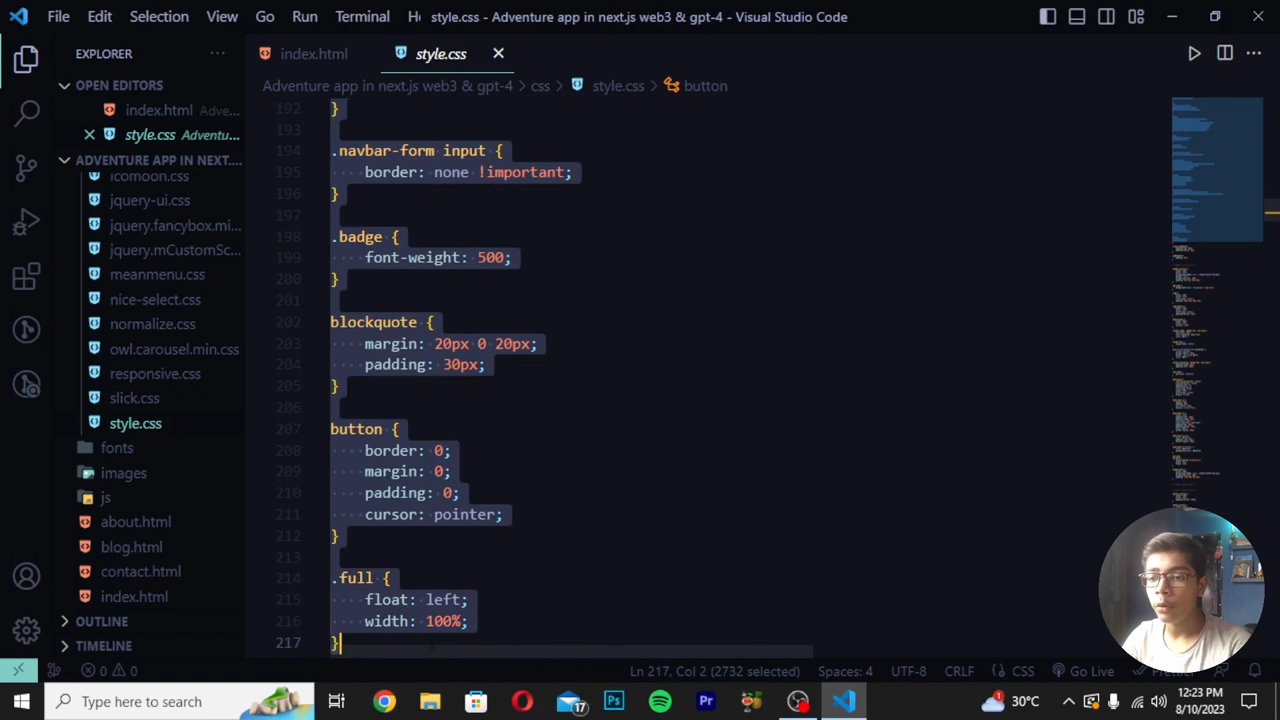 File Edit Selection View Go Run Terminal style.css - Adventure app in next.js web3 & gpt-4 - Visual Studio Code
EXPLORER ···
index.html
style.css
OPEN EDITORS
index.html Adve...
style.css Adventu...
ADVENTURE APP IN NEXT....
icomoon.css
jquery-ui.css
jquery.fancybox.mi...
jquery.mCustomSc...
meanmenu.css
nice-select.css
normalize.css
owl.carousel.min.css
responsive.css
slick.css
style.css
fonts
images
js
about.html
blog.html
contact.html
index.html
OUTLINE
TIMELINE
Adventure app in next.js web3 & gpt-4 > css > style.css > button
192 }
193
194 .navbar-form input {
195 border: none !important;
196 }
197
198 .badge {
199 font-weight: 500;
200 }
201
202 blockquote {
203 margin: 20px 0 20px;
204 padding: 30px;
205 }
206
207 button {
208 border: 0;
209 margin: 0;
210 padding: 0;
211 cursor: pointer;
212 }
213
214 .full {
215 float: left;
216 width: 100%;
217 }
0 0 Ln 217, Col 2 (2732 selected) Spaces: 4 UTF-8 CRLF CSS Go Live Prettier
Type here to search 17 Ps Pr 1 30°C 12:23 PM
8/10/2023